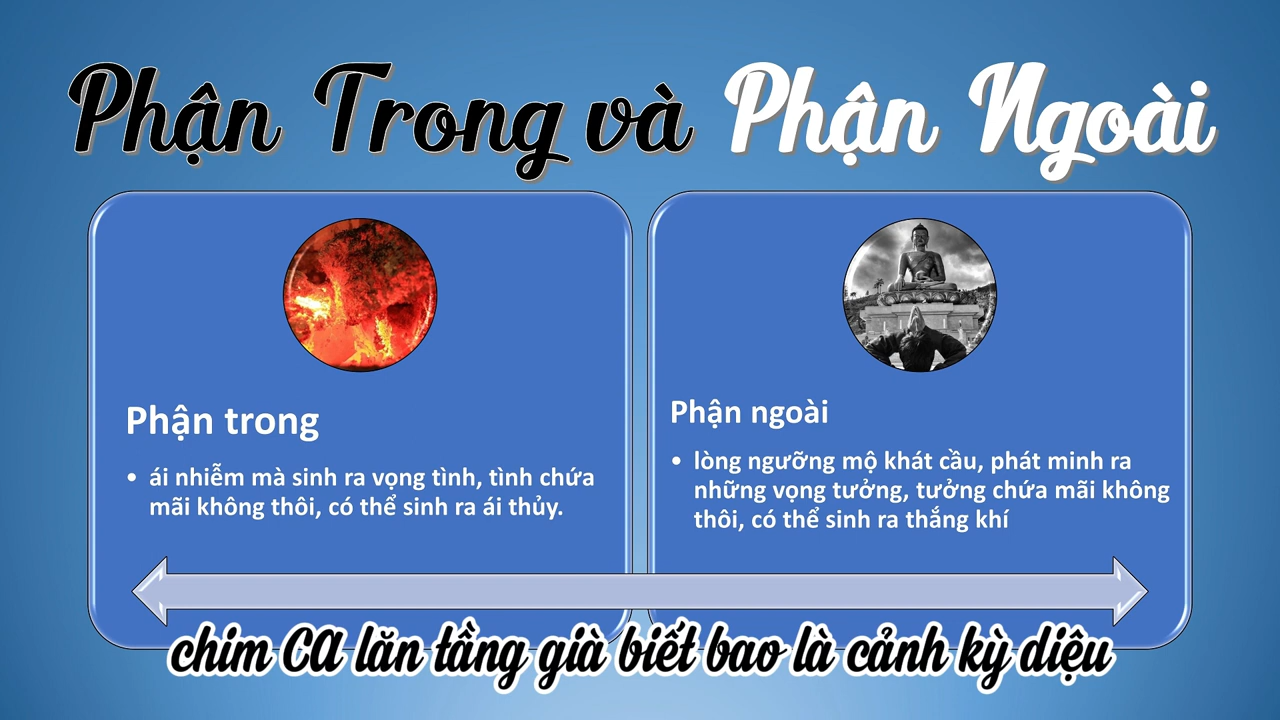 Phận Trong và Phận Ngoài
Phận trong
• ái nhiễm mà sinh ra vọng tình, tình chứa
mãi không thôi, có thể sinh ra ái thủy.
Phận ngoài
• lòng ngưỡng mộ khát cầu, phát minh ra
những vọng tưởng, tưởng chứa mãi không
thôi, có thể sinh ra thắng khí
chim CA lăn tầng già biết bao là cảnh kỳ diệu